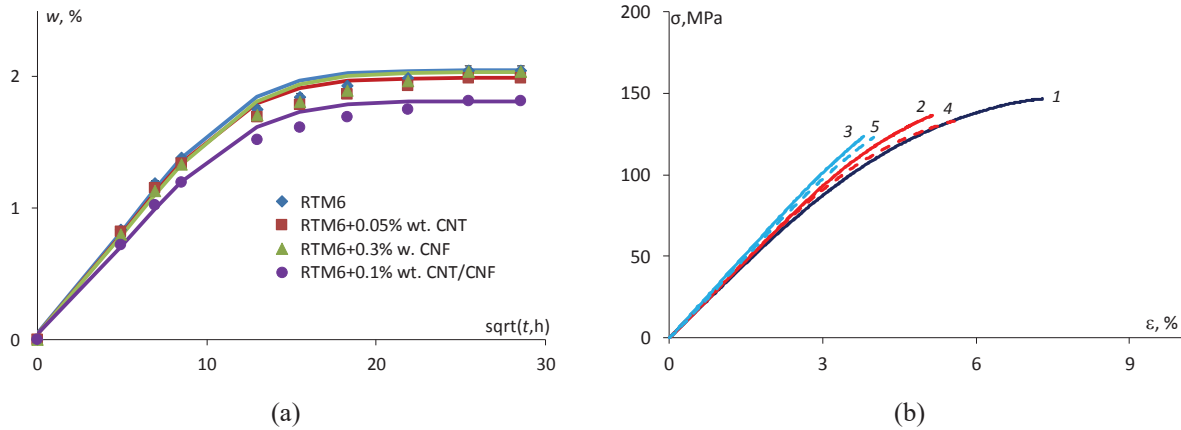 w, %
2
1
0
0
10
20
30
sqrt(t,h)
RTM6
RTM6+0.05% wt. CNT
RTM6+0.3% w. CNF
RTM6+0.1% wt. CNT/CNF
(a)
σ,MPa
200
150
100
50
0
0
3
6
9
ε, %
3
5
2
4
1
(b)